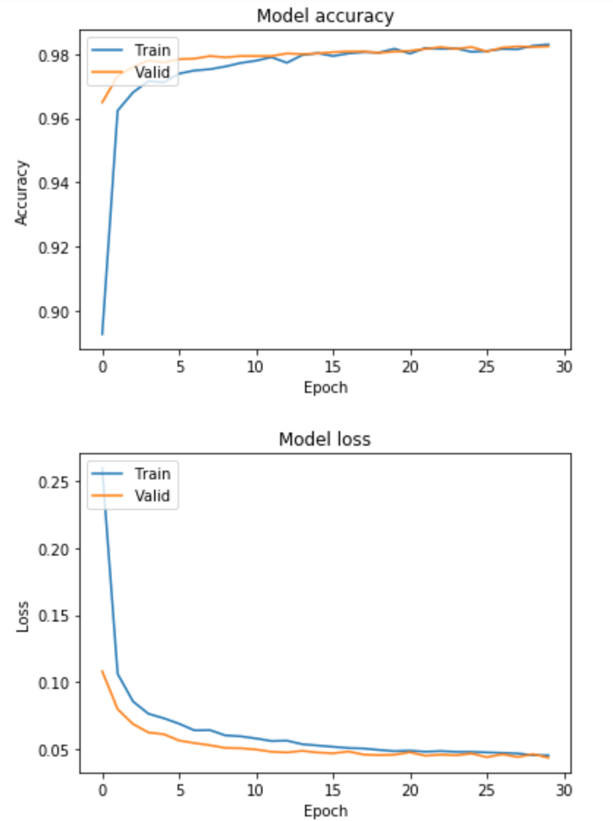 Model accuracy
Train
Valid
0.98
0.96
0.94
0.92
0.90
Accuracy
0 5 10 15 20 25 30
Epoch
Model loss
Train
Valid
0.25
0.20
0.15
0.10
0.05
Loss
0 5 10 15 20 25 30
Epoch